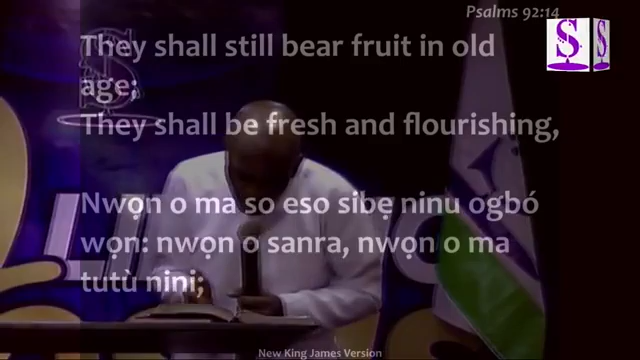 Psalms 92:14
They shall still bear fruit in old
age;
They shall be fresh and flourishing,
Nwọn o ma so eso sibẹ ninu ogbó
wọn: nwọn o sanra, nwọn o ma
tutù nini;
New King James Version
S S